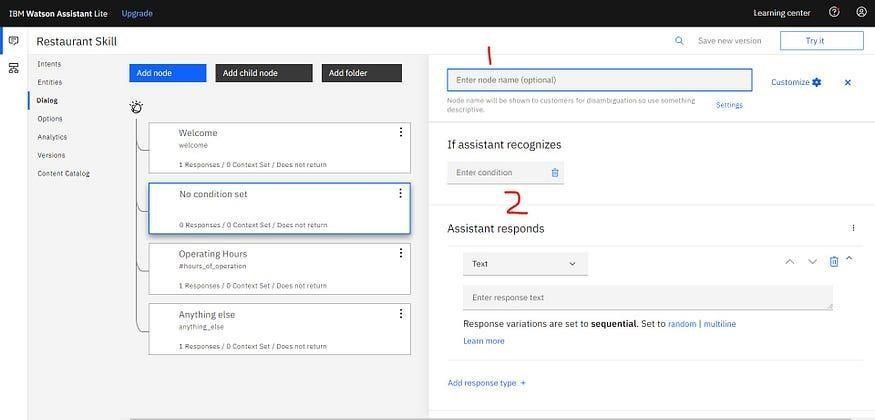 IBM Watson Assistant Lite Upgrade Learning center
Restaurant Skill Save new version Try it
Intents
Entities
Dialog
Options
Analytics
Versions
Content Catalog
Add node Add child node Add folder
Welcome
welcome
1 Responses / 0 Context Set / Does not return
No condition set
0 Responses / 0 Context Set / Does not return
Operating Hours
#hours_of_operation
1 Responses / 0 Context Set / Does not return
Anything else
anything_else
1 Responses / 0 Context Set / Does not return
1
Enter node name (optional) Customize
Node name will be shown to customers for disambiguation so use something
descriptive.
Settings
If assistant recognizes
Enter condition
2
Assistant responds
Text
Enter response text
Response variations are set to sequential. Set to random | multiline
Learn more
Add response type +